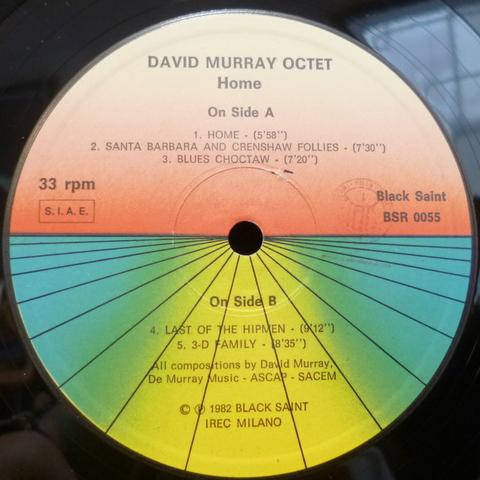 DAVID MURRAY OCTET
Home
On Side A
1. HOME - (5'58'')
2. SANTA BARBARA AND CRENSHAW FOLLIES - (7'30'')
3. BLUES CHOCTAW - (7'20'')
33 rpm
S.I.A.E.
Black Saint
BSR 0055
On Side B
4. LAST OF THE HIPMEN - (9'12'')
5. 3-D FAMILY - (8'35'')
All compositions by David Murray,
De Murray Music - ASCAP - SACEM
© ℗ 1982 BLACK SAINT
IREC MILANO